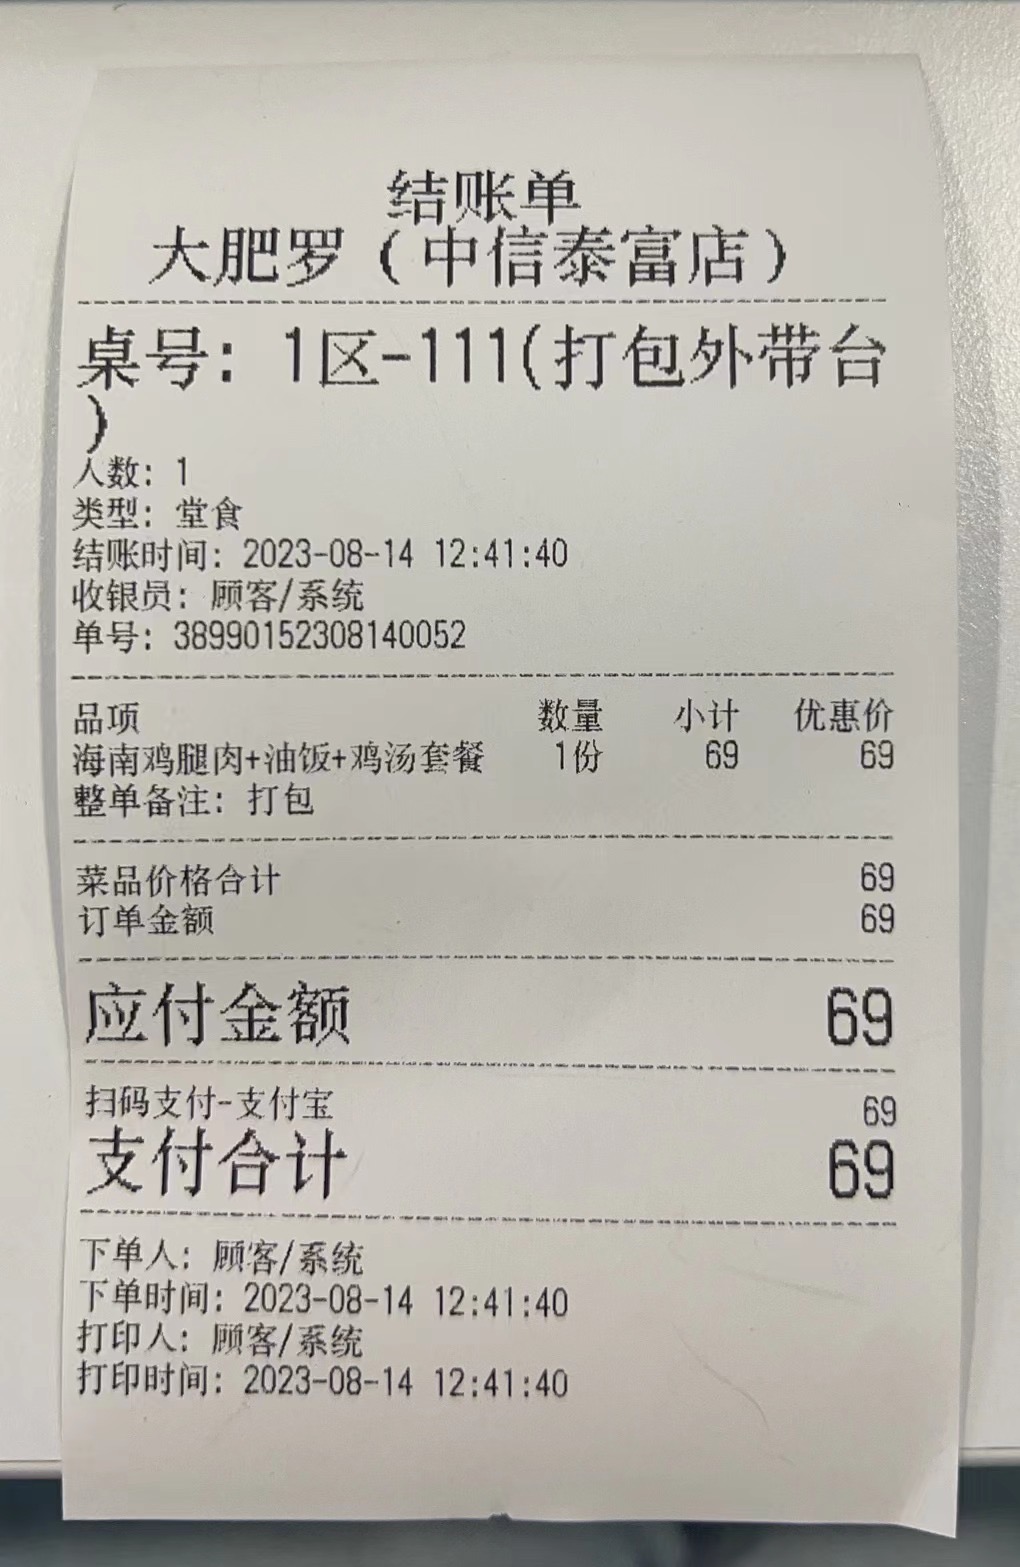 结账单
大肥罗（中信泰富店）
桌号: 1区-111(打包外带台
)
人数: 1
类型: 堂食
结账时间: 2023-08-14 12:41:40
收银员: 顾客/系统
单号: 38990152308140052
品项 数量 小计 优惠价
海南鸡腿肉+油饭+鸡汤套餐 1份 69 69
整单备注: 打包
菜品价格合计 69
订单金额 69
应付金额 69
扫码支付-支付宝 69
支付合计 69
下单人: 顾客/系统
下单时间: 2023-08-14 12:41:40
打印人: 顾客/系统
打印时间: 2023-08-14 12:41:40